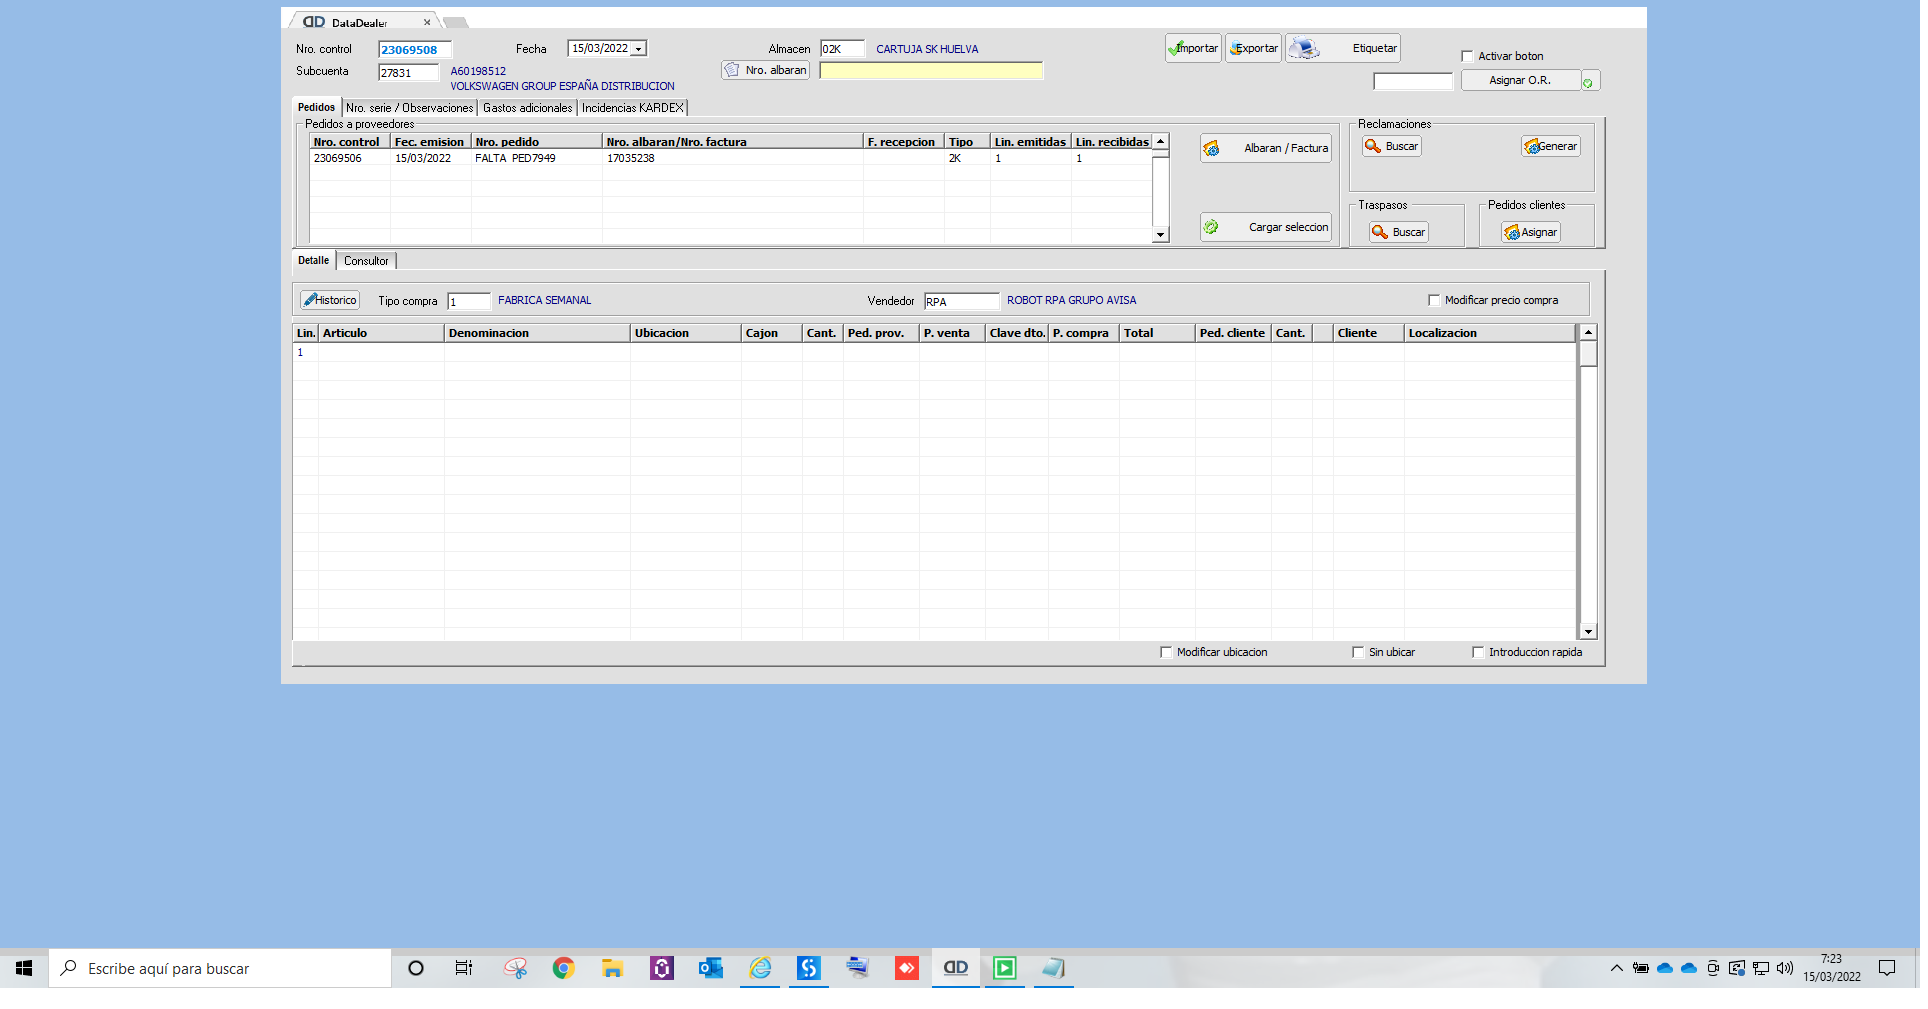 DataDealer
Nro. control 23069508 Fecha 15/03/2022 Almacen 02K CARTUJA SK HUELVA Importar Exportar Etiquetar Activar boton
Subcuenta 27831 A60198512 Nro. albaran Asignar O.R.
VOLKSWAGEN GROUP ESPAÑA DISTRIBUCION
Pedidos Nro. serie / Observaciones Gastos adicionales Incidencias KARDEX
Pedidos a proveedores Reclamaciones
Nro. control Fec. emision Nro. pedido Nro. albaran/Nro. factura F. recepcion Tipo Lin. emitidas Lin. recibidas
23069506 15/03/2022 FALTA PED7949 17035238 2K 1 1
Albaran / Factura Buscar Generar
Traspasos Pedidos clientes
Cargar seleccion Buscar Asignar
Detalle Consultor
Historico Tipo compra 1 FABRICA SEMANAL Vendedor RPA ROBOT RPA GRUPO AVISA Modificar precio compra
Lin. Articulo Denominacion Ubicacion Cajon Cant. Ped. prov. P. venta Clave dto. P. compra Total Ped. cliente Cant. Cliente Localizacion
1
Modificar ubicacion Sin ubicar Introduccion rapida
Escribe aquí para buscar
7:23
15/03/2022